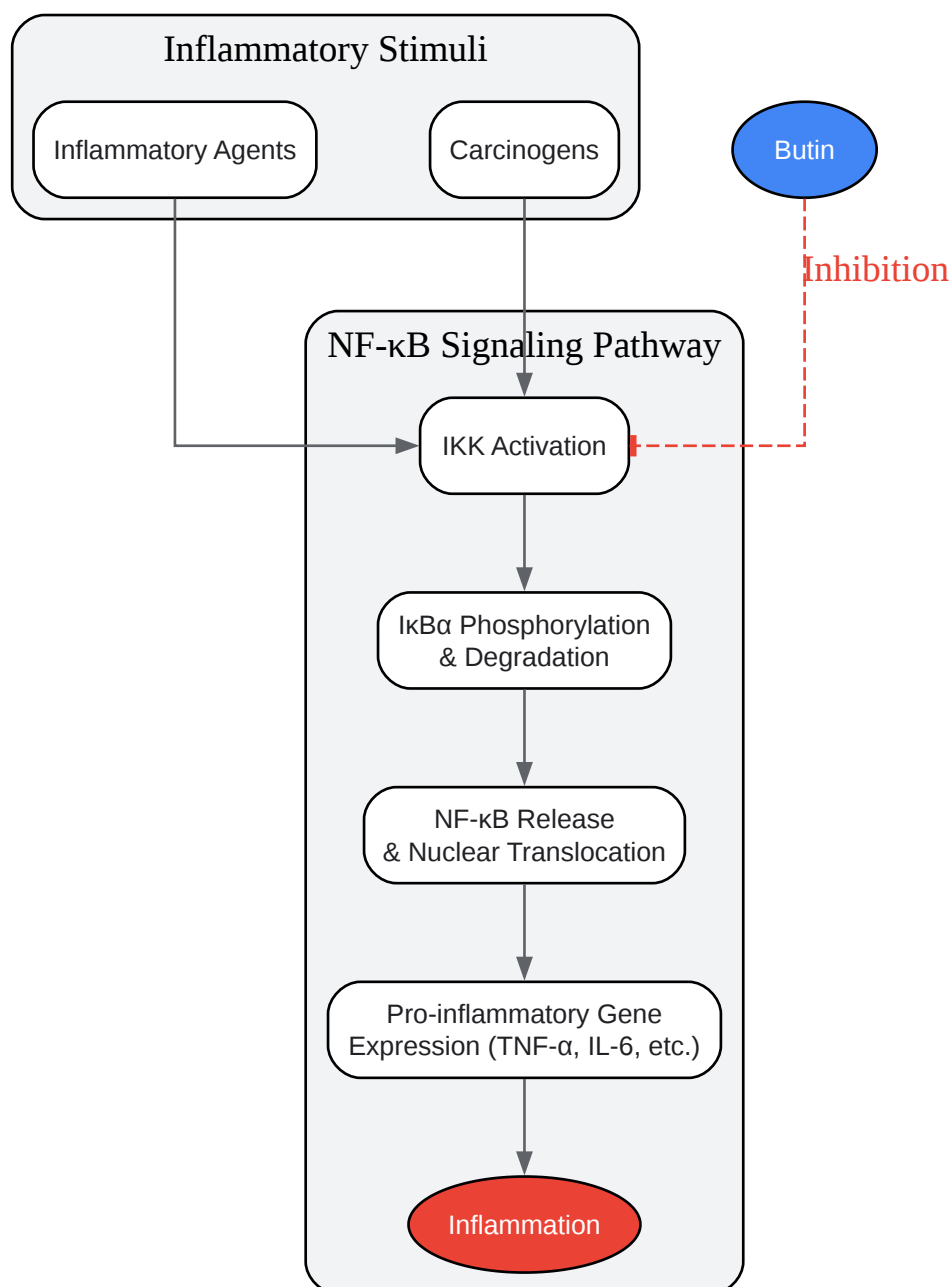 Inflammatory Stimuli
Inflammatory Agents
Carcinogens
Butin
Inhibition
NF-κB Signaling Pathway
IKK Activation
IκBα Phosphorylation
& Degradation
NF-κB Release
& Nuclear Translocation
Pro-inflammatory Gene
Expression (TNF-α, IL-6, etc.)
Inflammation